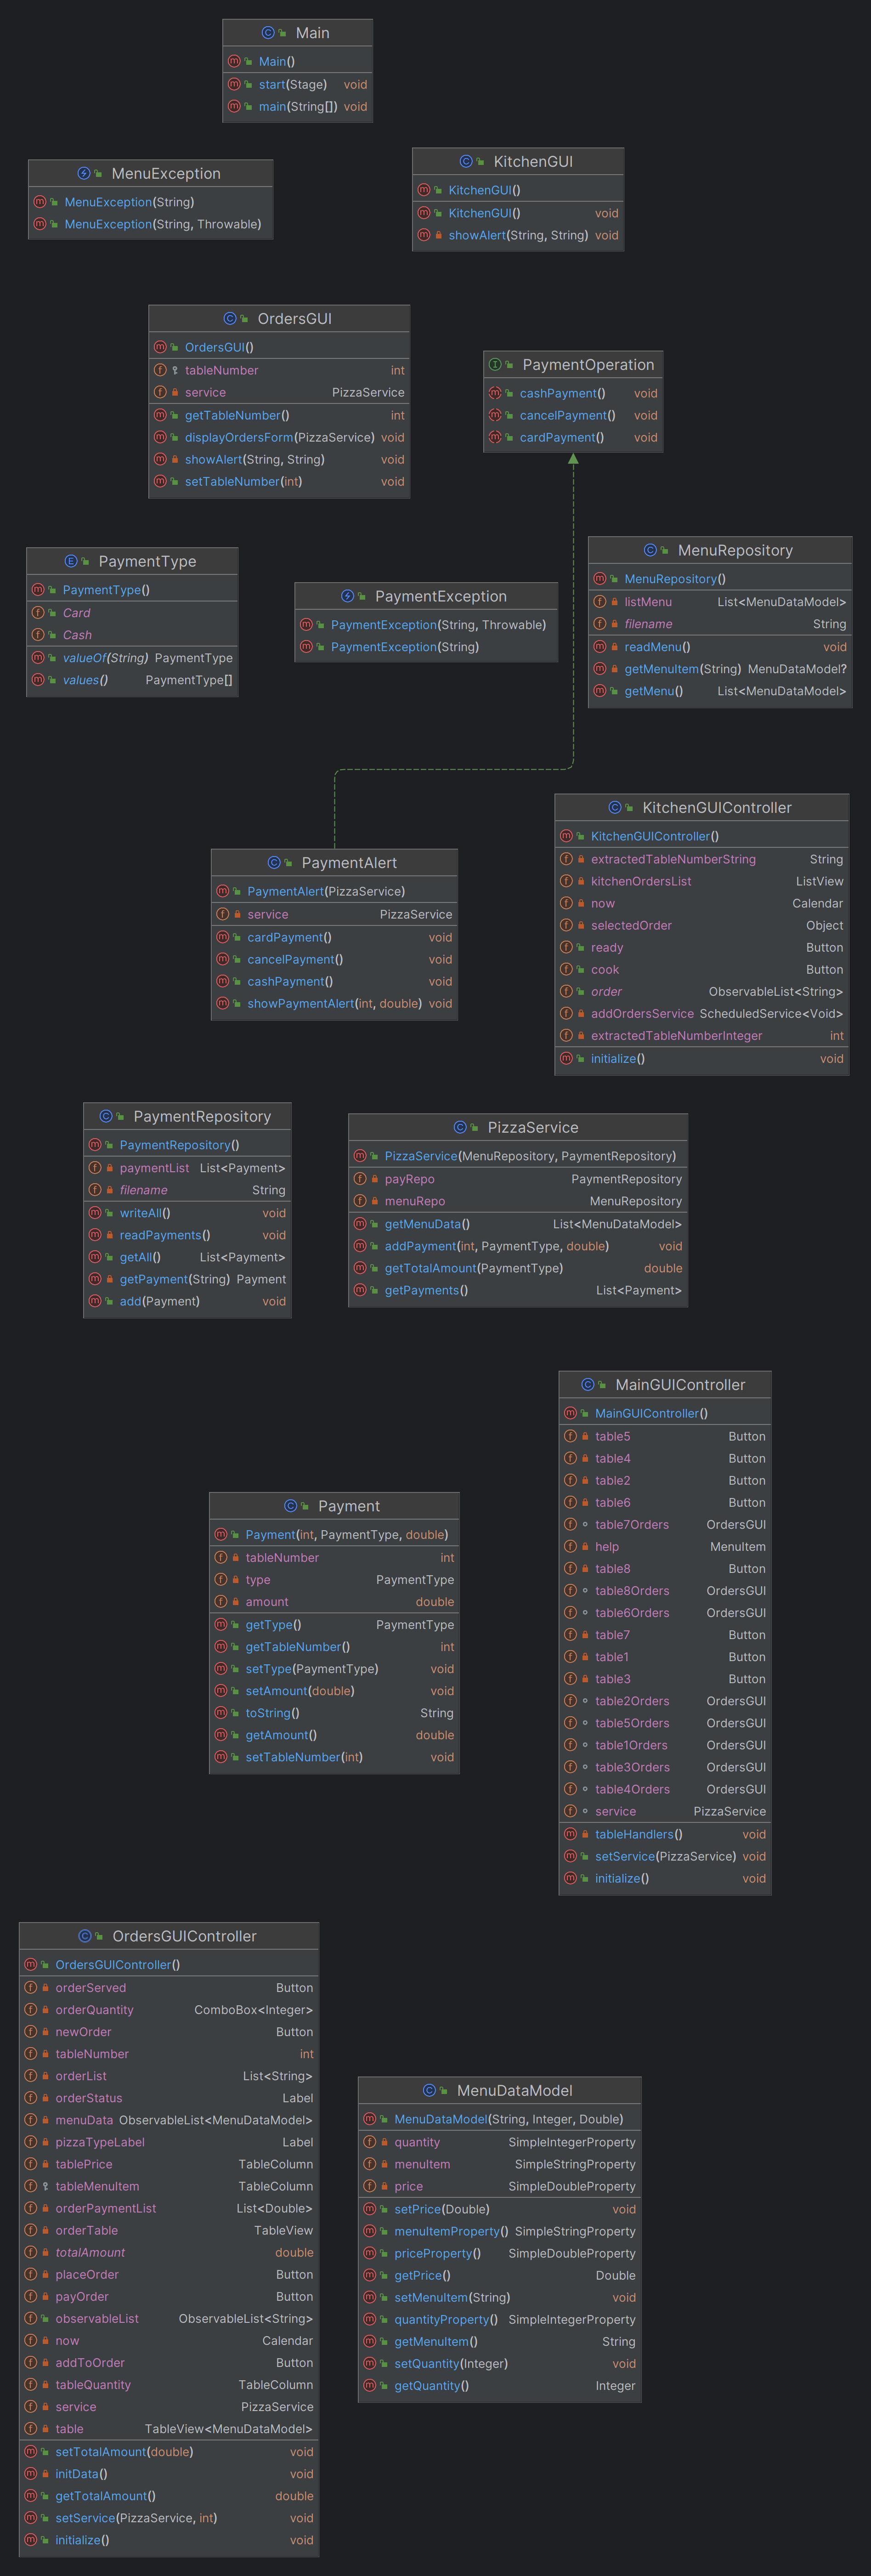 Main
Main()
start(Stage) void
main(String[]) void
MenuException
MenuException(String)
MenuException(String, Throwable)
KitchenGUI
KitchenGUI()
KitchenGUI() void
showAlert(String, String) void
OrdersGUI
OrdersGUI()
tableNumber int
service PizzaService
getTableNumber() int
displayOrdersForm(PizzaService) void
showAlert(String, String) void
setTableNumber(int) void
PaymentOperation
cashPayment() void
cancelPayment() void
cardPayment() void
PaymentType
PaymentType()
Card
Cash
valueOf(String) PaymentType
values() PaymentType[]
PaymentException
PaymentException(String, Throwable)
PaymentException(String)
MenuRepository
MenuRepository()
listMenu List<MenuDataModel>
filename String
readMenu() void
getMenuItem(String) MenuDataModel?
getMenu() List<MenuDataModel>
PaymentAlert
PaymentAlert(PizzaService)
service PizzaService
cardPayment() void
cancelPayment() void
cashPayment() void
showPaymentAlert(int, double) void
KitchenGUIController
KitchenGUIController()
extractedTableNumberString String
kitchenOrdersList ListView
now Calendar
selectedOrder Object
ready Button
cook Button
order ObservableList<String>
addOrdersService ScheduledService<Void>
extractedTableNumberInteger int
initialize() void
PaymentRepository
PaymentRepository()
paymentList List<Payment>
filename String
writeAll() void
readPayments() void
getAll() List<Payment>
getPayment(String) Payment
add(Payment) void
PizzaService
PizzaService(MenuRepository, PaymentRepository)
payRepo PaymentRepository
menuRepo MenuRepository
getMenuData() List<MenuDataModel>
addPayment(int, PaymentType, double) void
getTotalAmount(PaymentType) double
getPayments() List<Payment>
MainGUIController
MainGUIController()
table5 Button
table4 Button
table2 Button
table6 Button
table7Orders OrdersGUI
help MenuItem
table8 Button
table8Orders OrdersGUI
table6Orders OrdersGUI
table7 Button
table1 Button
table3 Button
table2Orders OrdersGUI
table5Orders OrdersGUI
table1Orders OrdersGUI
table3Orders OrdersGUI
table4Orders OrdersGUI
service PizzaService
tableHandlers() void
setService(PizzaService) void
initialize() void
Payment
Payment(int, PaymentType, double)
tableNumber int
type PaymentType
amount double
getType() PaymentType
getTableNumber() int
setType(PaymentType) void
setAmount(double) void
toString() String
getAmount() double
setTableNumber(int) void
OrdersGUIController
OrdersGUIController()
orderServed Button
orderQuantity ComboBox<Integer>
newOrder Button
tableNumber int
orderList List<String>
orderStatus Label
menuData ObservableList<MenuDataModel>
pizzaTypeLabel Label
tablePrice TableColumn
tableMenuItem TableColumn
orderPaymentList List<Double>
orderTable TableView
totalAmount double
placeOrder Button
payOrder Button
observableList ObservableList<String>
now Calendar
addToOrder Button
tableQuantity TableColumn
service PizzaService
table TableView<MenuDataModel>
setTotalAmount(double) void
initData() void
getTotalAmount() double
setService(PizzaService, int) void
initialize() void
MenuDataModel
MenuDataModel(String, Integer, Double)
quantity SimpleIntegerProperty
menuItem SimpleStringProperty
price SimpleDoubleProperty
setPrice(Double) void
menuItemProperty() SimpleStringProperty
priceProperty() SimpleDoubleProperty
getPrice() Double
setMenuItem(String) void
quantityProperty() SimpleIntegerProperty
getMenuItem() String
setQuantity(Integer) void
getQuantity() Integer